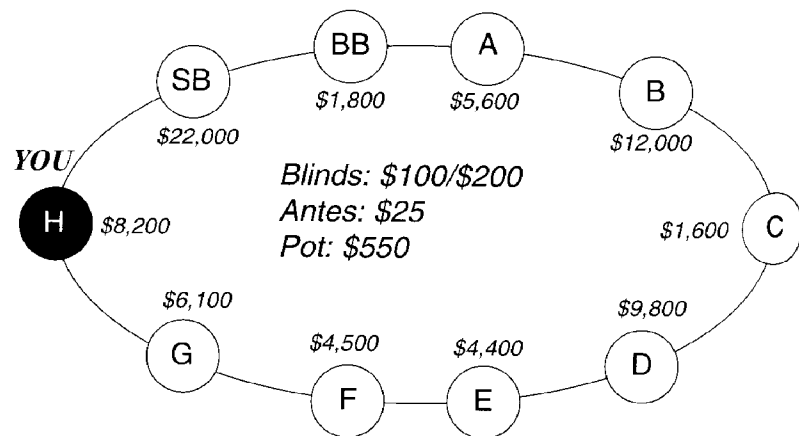 BB
A
SB
B
$1,800
$5,600
$22,000
$12,000
YOU
Blinds: $100/$200
H
$8,200
Antes: $25
$1,600
C
Pot: $550
$6,100
$9,800
G
$4,500
$4,400
D
F
E